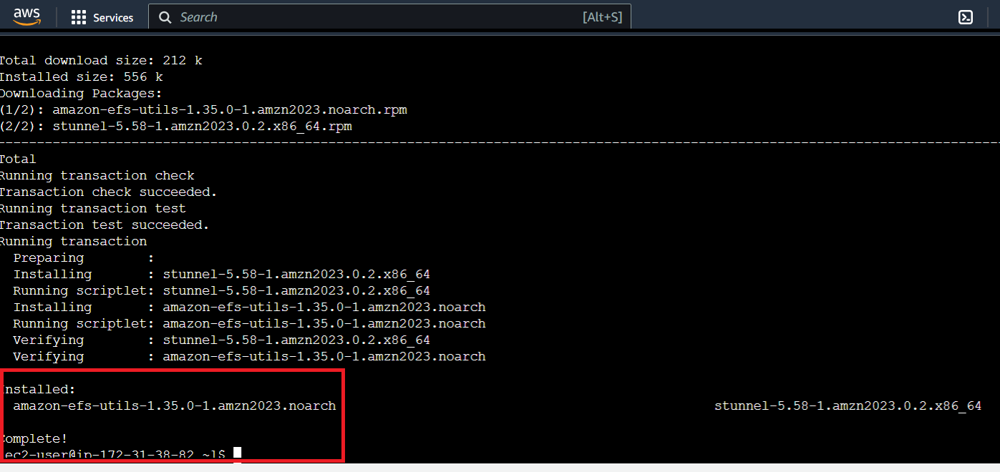 aws Services Search [Alt+S]
Total download size: 212 k
Installed size: 556 k
Downloading Packages:
(1/2): amazon-efs-utils-1.35.0-1.amzn2023.noarch.rpm
(2/2): stunnel-5.58-1.amzn2023.0.2.x86_64.rpm
Total
Running transaction check
Transaction check succeeded.
Running transaction test
Transaction test succeeded.
Running transaction
Preparing :
Installing : stunnel-5.58-1.amzn2023.0.2.x86_64
Running scriptlet: stunnel-5.58-1.amzn2023.0.2.x86_64
Installing : amazon-efs-utils-1.35.0-1.amzn2023.noarch
Running scriptlet: amazon-efs-utils-1.35.0-1.amzn2023.noarch
Verifying : stunnel-5.58-1.amzn2023.0.2.x86_64
Verifying : amazon-efs-utils-1.35.0-1.amzn2023.noarch
Installed:
amazon-efs-utils-1.35.0-1.amzn2023.noarch stunnel-5.58-1.amzn2023.0.2.x86_64
Complete!
[ec2-user@ip-172-31-38-82 ~]$